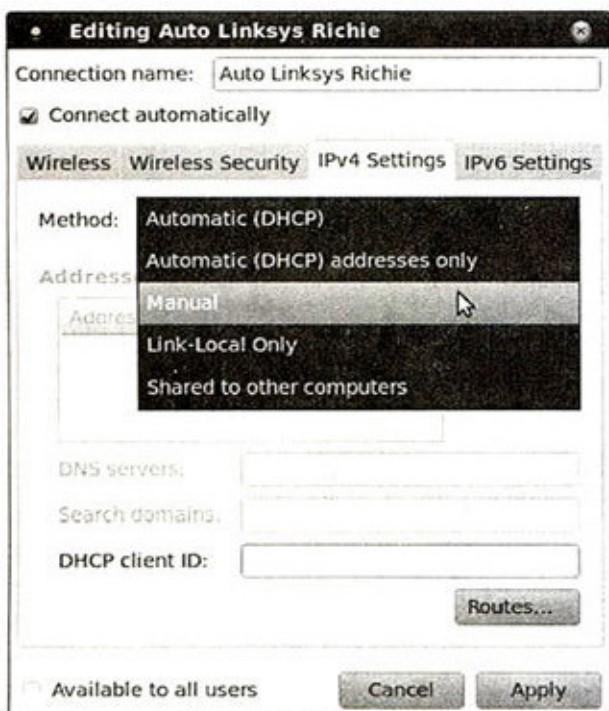 Editing Auto Linksys Richie
Connection name: Auto Linksys Richie
Connect automatically
Wireless Wireless Security IPv4 Settings IPv6 Settings
Method:
Automatic (DHCP)
Automatic (DHCP) addresses only
Manual
Link-Local Only
Shared to other computers
DNS servers:
Search domains:
DHCP client ID:
Routes...
Available to all users Cancel Apply